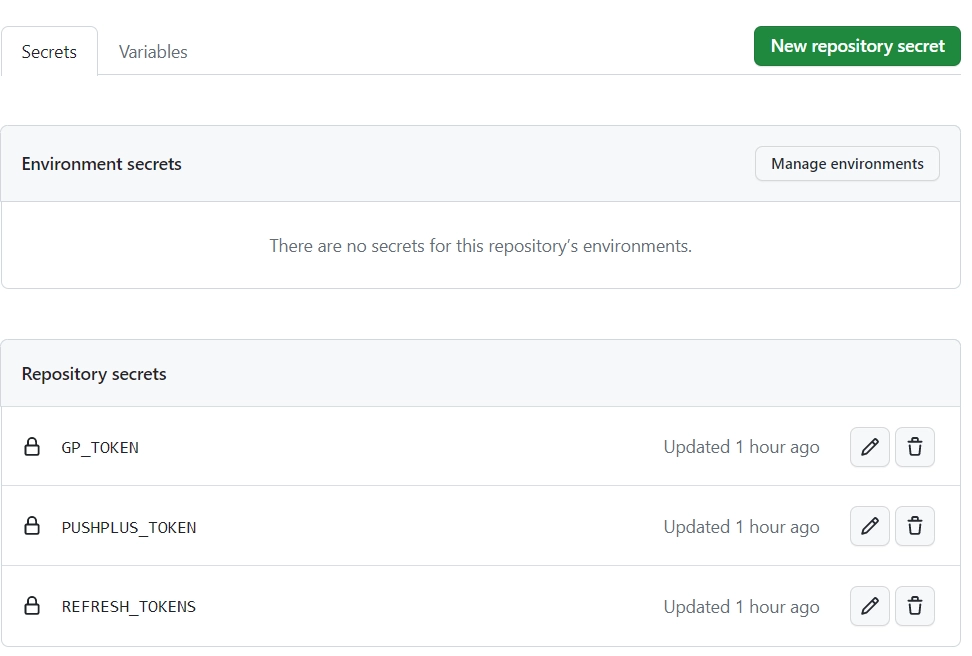 Secrets
Variables
New repository secret
Environment secrets
Manage environments
There are no secrets for this repository’s environments.
Repository secrets
GP_TOKEN
Updated 1 hour ago
PUSHPLUS_TOKEN
Updated 1 hour ago
REFRESH_TOKENS
Updated 1 hour ago